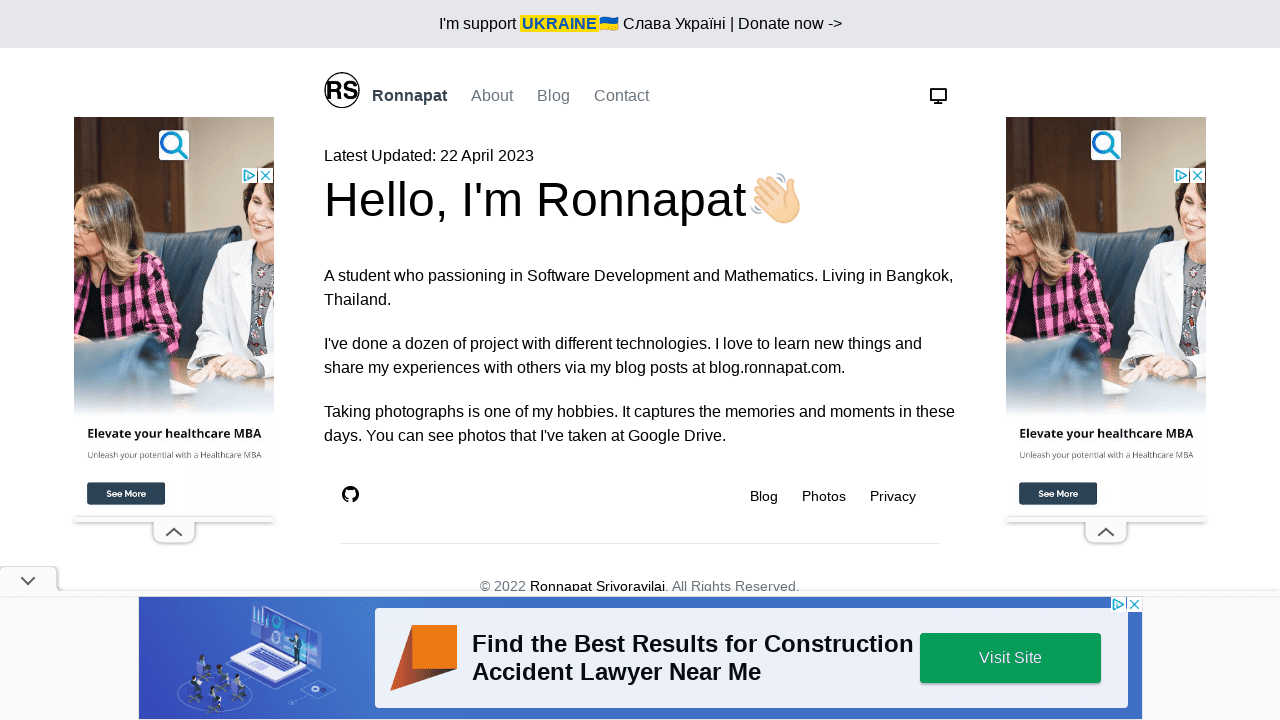 I'm support UKRAINE🇺🇦 Слава Україні | Donate now ->
RS Ronnapat About Blog Contact
Latest Updated: 22 April 2023
Hello, I'm Ronnapat👋🏻
A student who passioning in Software Development and Mathematics. Living in Bangkok,
Thailand.
I've done a dozen of project with different technologies. I love to learn new things and
share my experiences with others via my blog posts at blog.ronnapat.com.
Taking photographs is one of my hobbies. It captures the memories and moments in these
days. You can see photos that I've taken at Google Drive.
Blog Photos Privacy
© 2022 Ronnapat Srivoravilai. All Rights Reserved.
Elevate your healthcare MBA
Unleash your potential with a Healthcare MBA
See More
Elevate your healthcare MBA
Unleash your potential with a Healthcare MBA
See More
Find the Best Results for Construction
Accident Lawyer Near Me
Visit Site